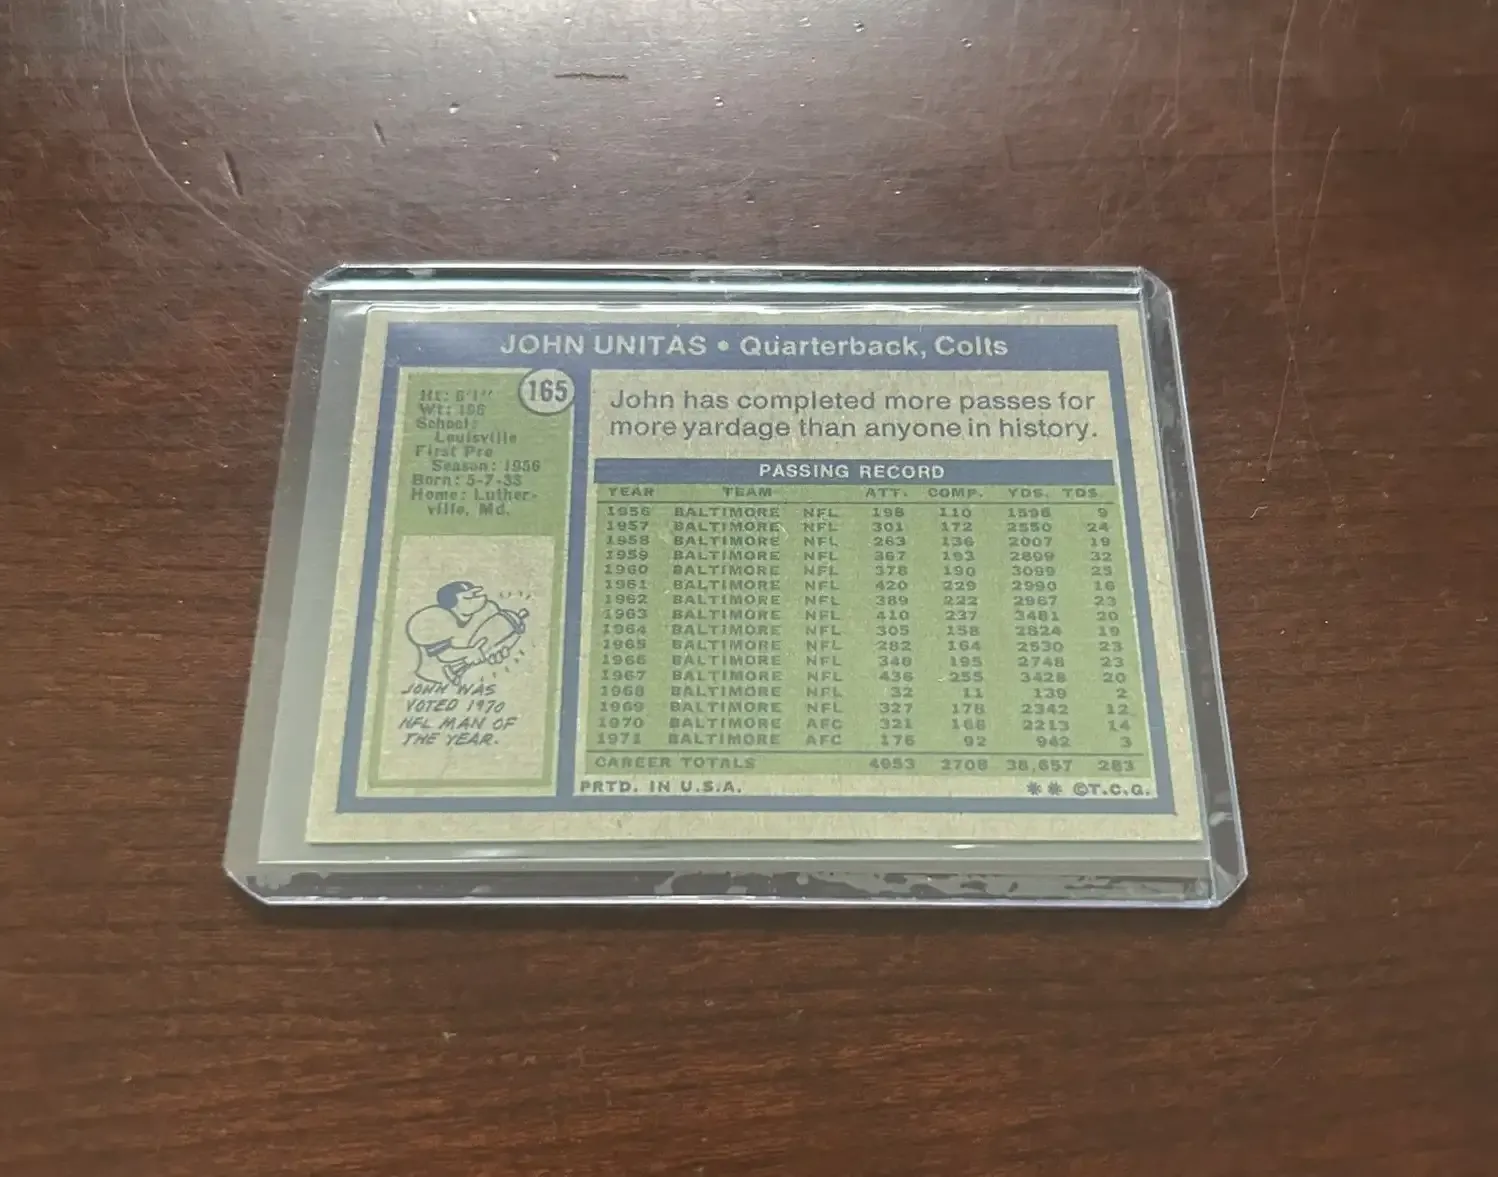 JOHN UNITAS • Quarterback, Colts
165
Ht: 6'1"
Wt: 196
School:
Louisville
First Pro
Season: 1956
Born: 5-7-33
Home: Luther-
ville, Md.
JOHN WAS
VOTED 1970
NFL MAN OF
THE YEAR.
John has completed more passes for
more yardage than anyone in history.
PASSING RECORD
YEAR TEAM ATT. COMP. YDS. TDS.
1956 BALTIMORE NFL 198 110 1598 9
1957 BALTIMORE NFL 301 172 2550 24
1958 BALTIMORE NFL 263 136 2007 19
1959 BALTIMORE NFL 367 193 2899 32
1960 BALTIMORE NFL 378 190 3099 25
1961 BALTIMORE NFL 420 229 2990 16
1962 BALTIMORE NFL 389 222 2967 23
1963 BALTIMORE NFL 410 237 3481 20
1964 BALTIMORE NFL 305 158 2824 19
1965 BALTIMORE NFL 282 164 2530 23
1966 BALTIMORE NFL 348 195 2748 23
1967 BALTIMORE NFL 436 255 3428 20
1968 BALTIMORE NFL 32 11 139 2
1969 BALTIMORE NFL 327 178 2342 12
1970 BALTIMORE AFC 321 166 2213 14
1971 BALTIMORE AFC 176 92 942 3
CAREER TOTALS 4953 2708 38,657 283
PRTD. IN U.S.A. ** ©T.C.G.